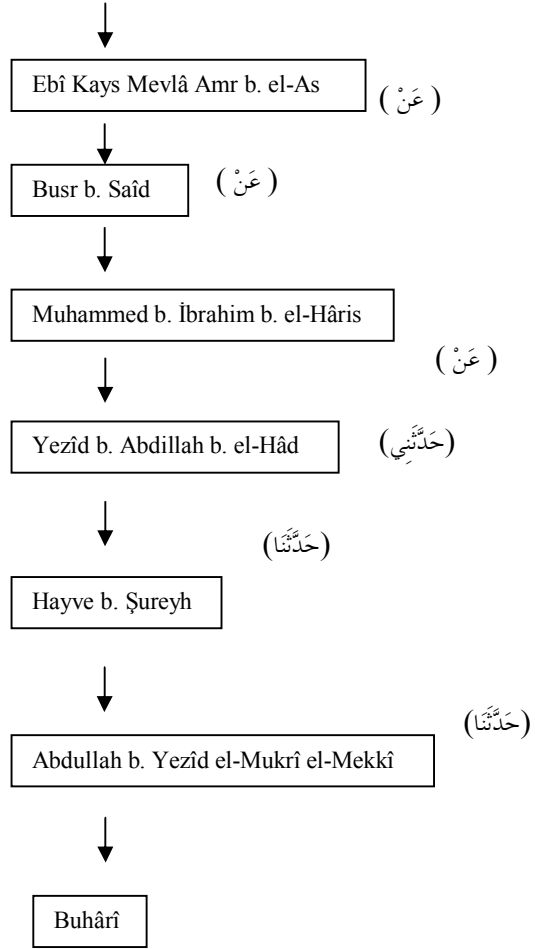 Ebî Kays Mevlâ Amr b. el-As
( عَنْ )
Busr b. Saîd
( عَنْ )
Muhammed b. İbrahim b. el-Hâris
( عَنْ )
Yezîd b. Abdillah b. el-Hâd
(حَدَّثَنِي)
(حَدَّثَنَا)
Hayve b. Şureyh
(حَدَّثَنَا)
Abdullah b. Yezîd el-Mukrî el-Mekkî
Buhârî